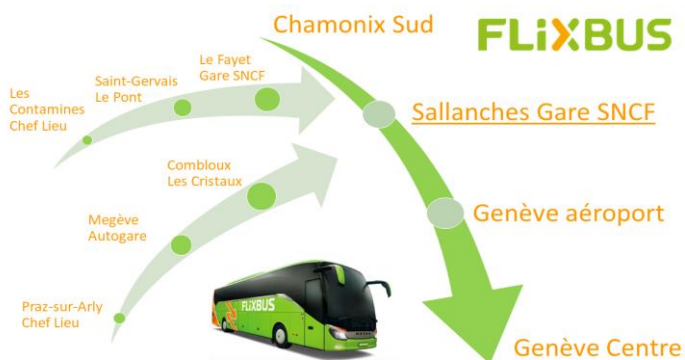 Chamonix Sud
FLiXBUS
Le Fayet
Gare SNCF
Saint-Gervais
Le Pont
Les
Contamines
Chef Lieu
Sallanches Gare SNCF
Combloux
Les Cristaux
Megève
Autogare
Genève aéroport
Praz-sur-Arly
Chef Lieu
FLiXBUS
Genève Centre